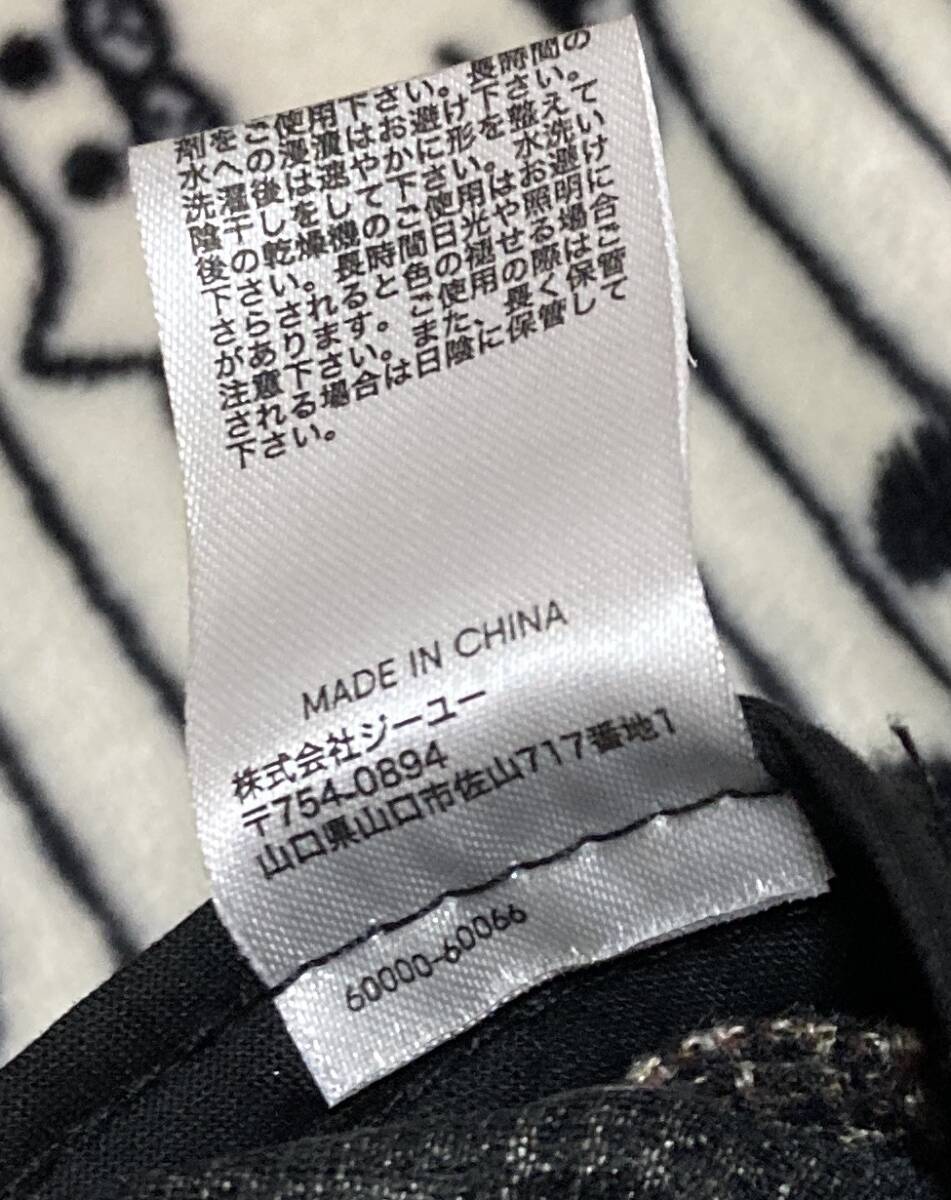 剤をご使用下さい。長時間の
水への浸漬はお避け下さい。
洗濯後は速やかに形を整えて
陰干しをして下さい。水洗い
後の乾燥機のご使用はお避け
下さい。長時間日光や照明に
さらされると色褪せる場合
があります。ご使用の際はご
注意下さい。また、長く保管
される場合は日陰に保管して
下さい。
MADE IN CHINA
株式会社ジーユー
〒754-0894
山口県山口市佐山717番地1
60000-60066